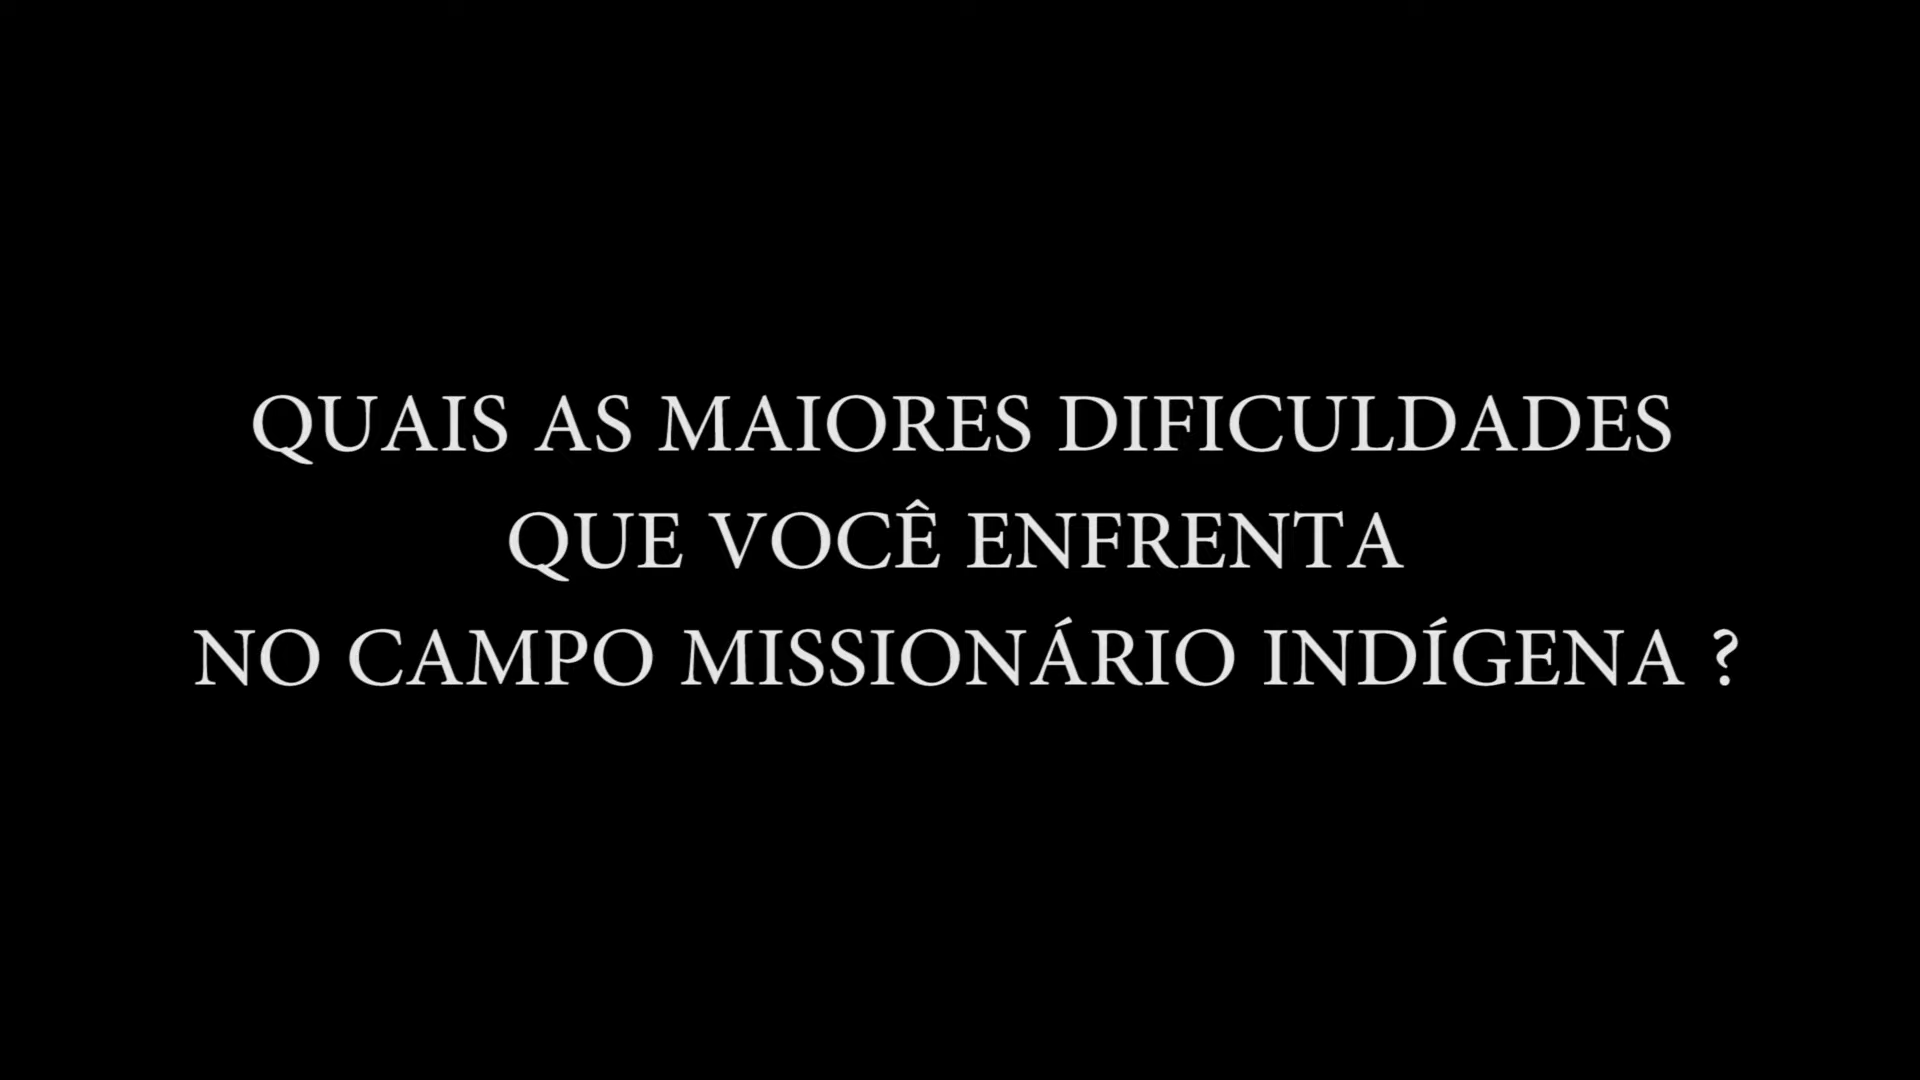 QUAIS AS MAIORES DIFICULDADES
QUE VOCÊ ENFRENTA
NO CAMPO MISSIONÁRIO INDÍGENA ?